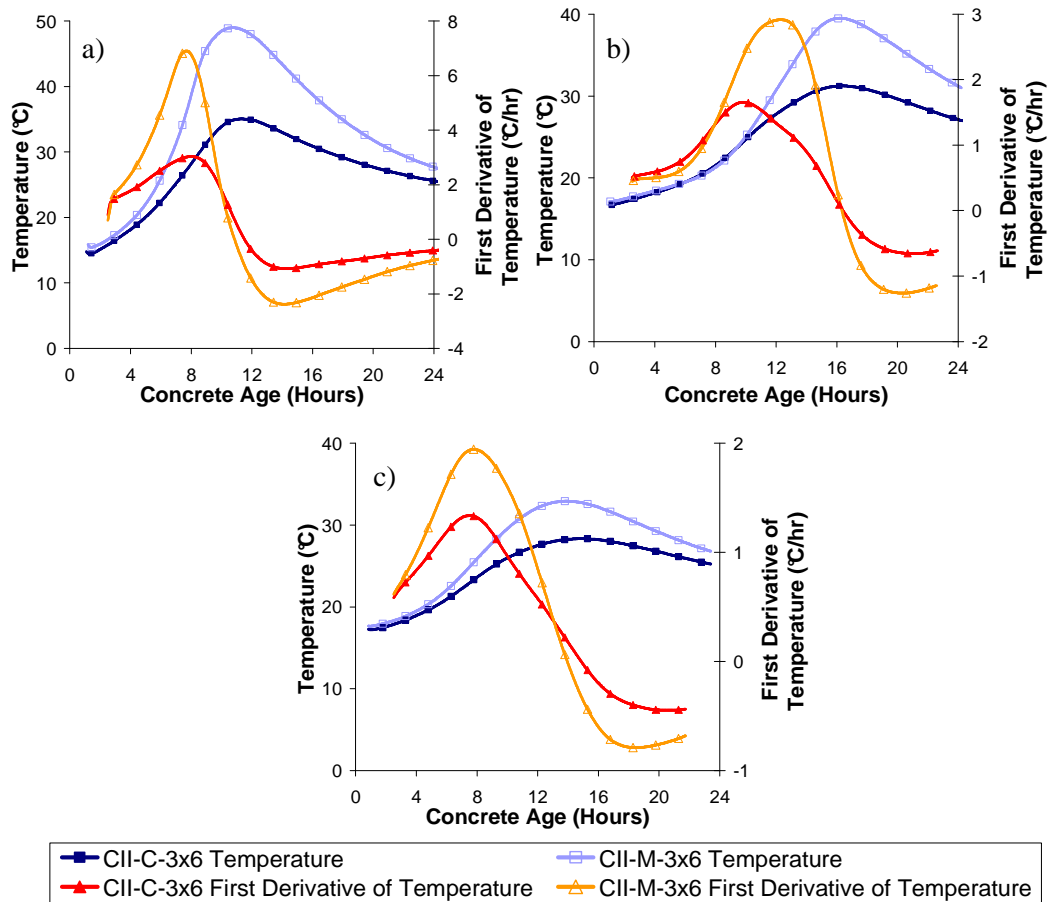 a)
50
40
30
20
10
0
Temperature (°C)
8
6
4
2
0
-2
-4
First Derivative of
Temperature (°C/hr)
0 4 8 12 16 20 24
Concrete Age (Hours)
b)
40
30
20
10
0
Temperature (°C)
3
2
1
0
-1
-2
First Derivative of
Temperature (°C/hr)
0 4 8 12 16 20 24
Concrete Age (Hours)
c)
40
30
20
10
0
Temperature (°C)
2
1
0
-1
First Derivative of
Temperature (°C/hr)
0 4 8 12 16 20 24
Concrete Age (Hours)
CII-C-3x6 Temperature
CII-M-3x6 Temperature
CII-C-3x6 First Derivative of Temperature
CII-M-3x6 First Derivative of Temperature